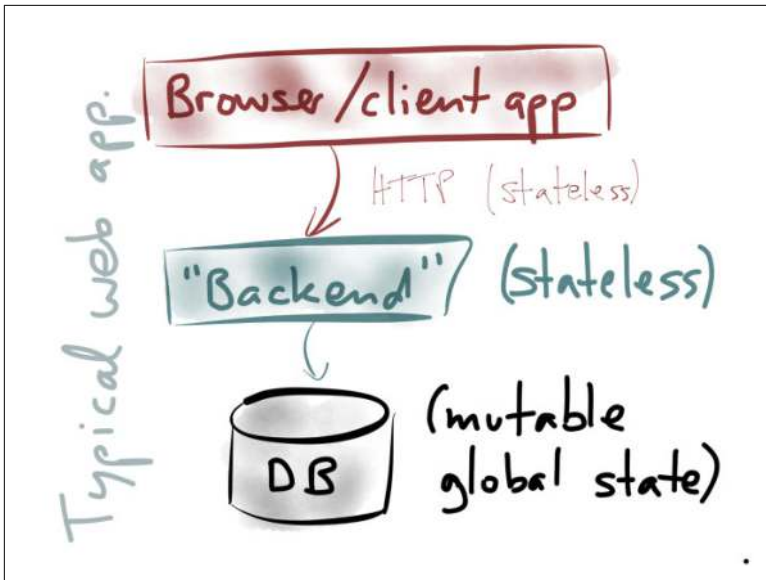 Typical web app.
Browser/client app
HTTP (stateless)
"Backend"
(stateless)
DB
(mutable
global state)